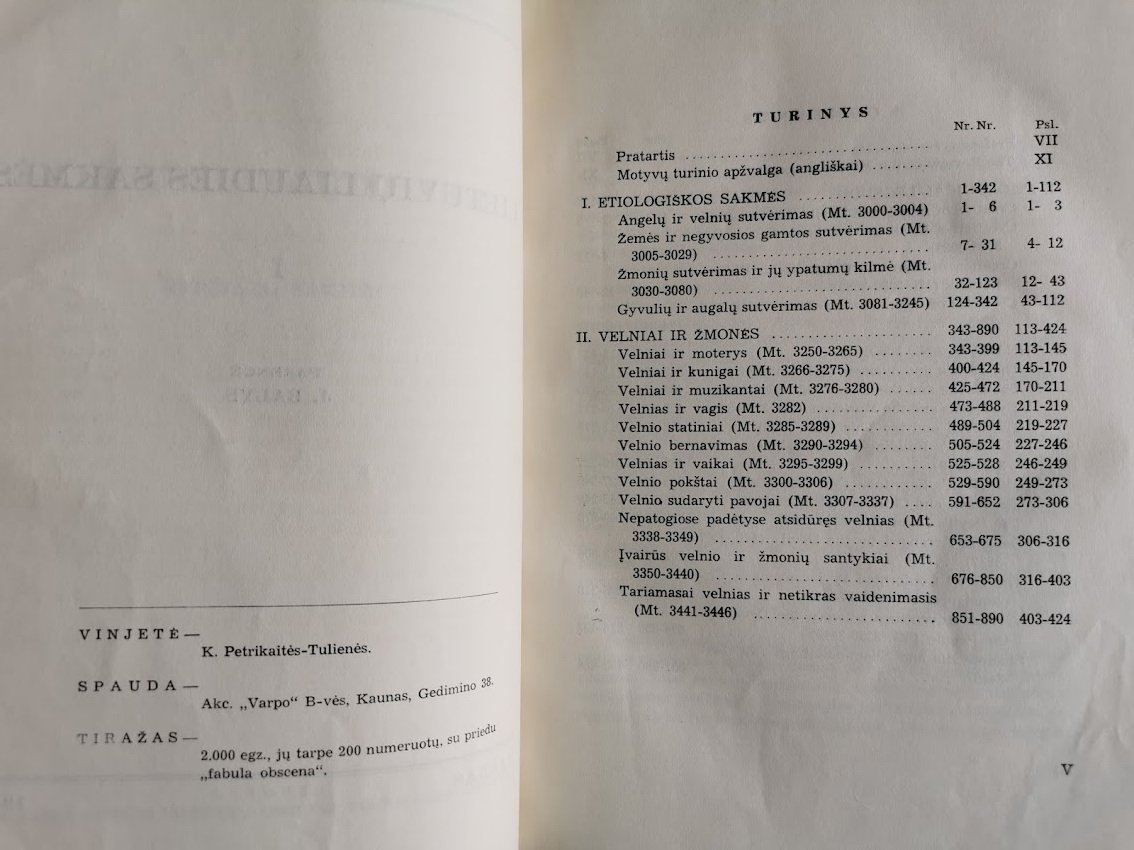 VINJETĖ—
K. Petrikaitės-Tulienės.
SPAUDA—
Akc. „Varpo“ B-vės, Kaunas, Gedimino 38.
TIRAŽAS—
2.000 egz., jų tarpe 200 numeruotų, su priedu
„fabula obscena“.
TURINYS
Nr. Nr. Psl.
Pratartis .......... VII
Motyvų turinio apžvalga (angliškai) ........ XI
I. ETIOLOGIŠKOS SAKMĖS .......... 1-342 1-112
Angelų ir velnių sutvėrimas (Mt. 3000-3004) 1- 6 1- 3
Žemės ir negyvosios gamtos sutvėrimas (Mt.
3005-3029) .......... 7- 31 4- 12
Žmonių sutvėrimas ir jų ypatumų kilmė (Mt.
3030-3080) .......... 32-123 12- 43
Gyvulių ir augalų sutvėrimas (Mt. 3081-3245) 124-342 43-112
II. VELNIAI IR ŽMONĖS .......... 343-890 113-424
Velniai ir moterys (Mt. 3250-3265) ........ 343-399 113-145
Velniai ir kunigai (Mt. 3266-3275) .......... 400-424 145-170
Velniai ir muzikantai (Mt. 3276-3280) ...... 425-472 170-211
Velnias ir vagis (Mt. 3282) .......... 473-488 211-219
Velnio statiniai (Mt. 3285-3289) .......... 489-504 219-227
Velnio bernavimas (Mt. 3290-3294) ........ 505-524 227-246
Velnias ir vaikai (Mt. 3295-3299) .......... 525-528 246-249
Velnio pokštai (Mt. 3300-3306) .......... 529-590 249-273
Velnio sudaryti pavojai (Mt. 3307-3337) .... 591-652 273-306
Nepatogiose padėtyse atsidūręs velnias (Mt.
3338-3349) .......... 653-675 306-316
Įvairūs velnio ir žmonių santykiai (Mt.
3350-3440) .......... 676-850 316-403
Tariamasai velnias ir netikras vaidenimasis
(Mt. 3441-3446) .......... 851-890 403-424
V